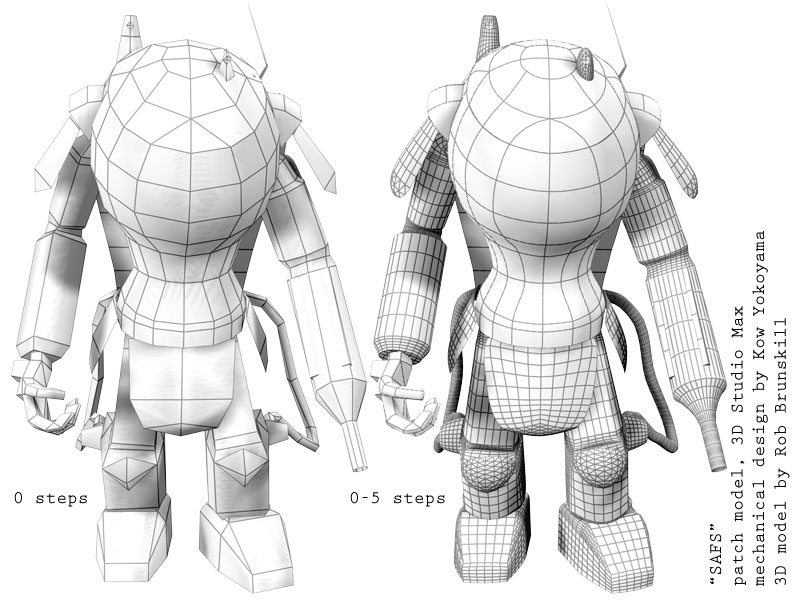 0 steps
0-5 steps
“SAFS”
patch model, 3D Studio Max
mechanical design by Kow Yokoyama
3D model by Rob Brunskill